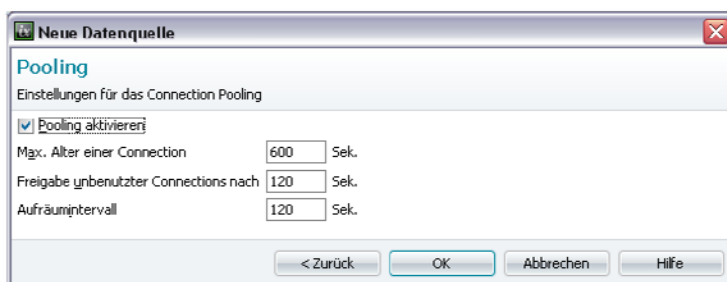 Neue Datenquelle
Pooling
Einstellungen für das Connection Pooling
Pooling aktivieren
Max. Alter einer Connection 600 Sek.
Freigabe unbenutzter Connections nach 120 Sek.
Aufräumintervall 120 Sek.
< Zurück OK Abbrechen Hilfe